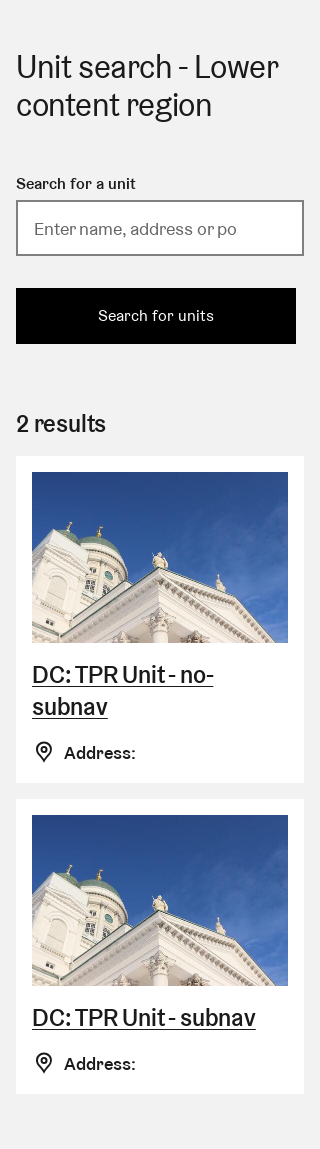 Unit search - Lower
content region
Search for a unit
Enter name, address or po
Search for units
2 results
DC: TPR Unit - no-
subnav
Address:
DC: TPR Unit - subnav
Address: